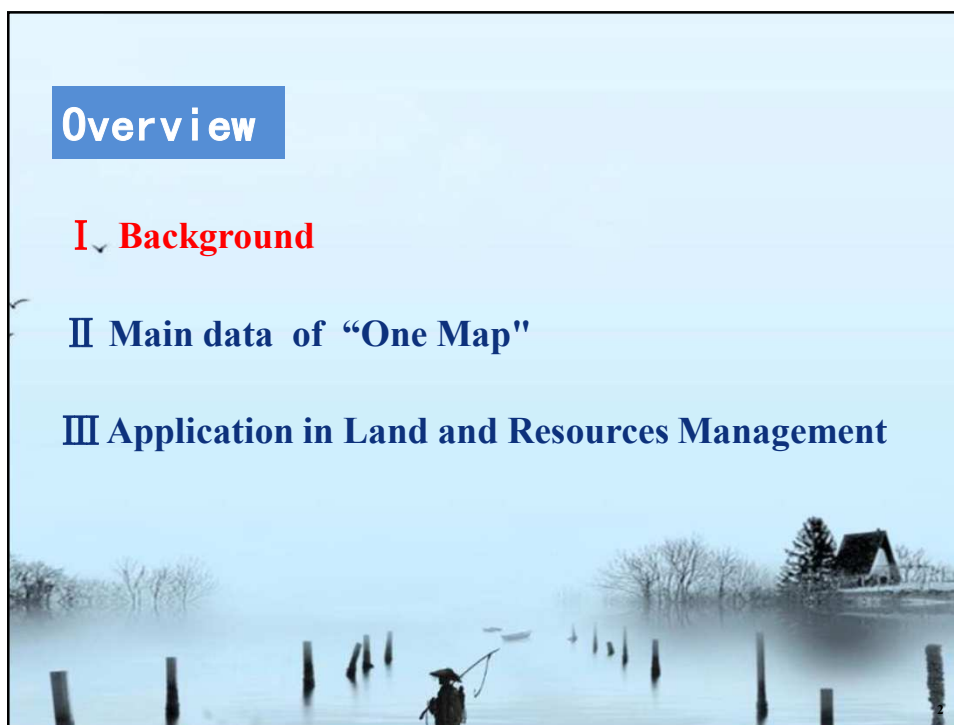 Overview
Ⅰ、Background
Ⅱ Main data of “One Map"
Ⅲ Application in Land and Resources Management
2